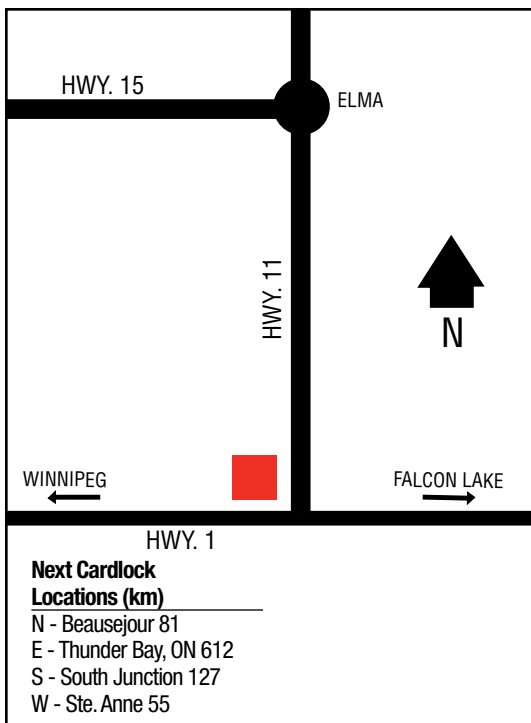 HWY. 15
ELMA
HWY. 11
N
WINNIPEG
FALCON LAKE
HWY. 1
Next Cardlock
Locations (km)
N - Beausejour 81
E - Thunder Bay, ON 612
S - South Junction 127
W - Ste. Anne 55